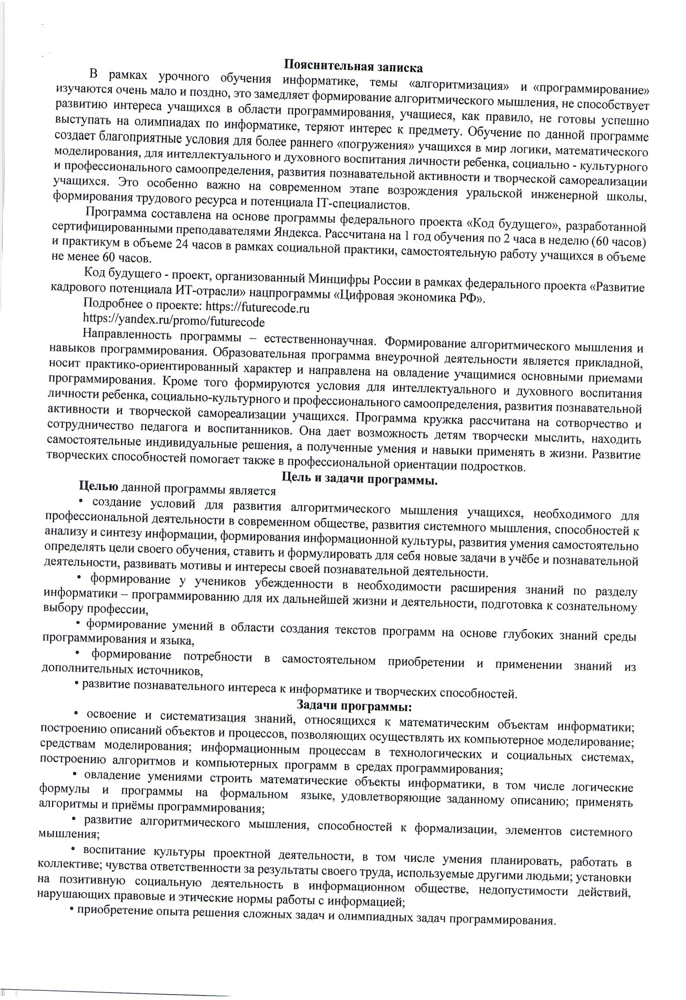 Пояснительная записка
В рамках урочного обучения информатике, темы «алгоритмизация» и «программирование»
изучаются очень мало и поздно, это замедляет формирование алгоритмического мышления, не способствует
развитию интереса учащихся в области программирования, учащиеся, как правило, не готовы успешно
выступать на олимпиадах по информатике, теряют интерес к предмету. Обучение по данной программе
создает благоприятные условия для более раннего «погружения» учащихся в мир логики, математического
моделирования, для интеллектуального и духовного воспитания личности ребенка, социально - культурного
и профессионального самоопределения, развития познавательной активности и творческой самореализации
учащихся. Это особенно важно на современном этапе возрождения уральской инженерной школы,
формирования трудового ресурса и потенциала IT-специалистов.
Программа составлена на основе программы федерального проекта «Код будущего», разработанной
сертифицированными преподавателями Яндекса. Рассчитана на 1 год обучения по 2 часа в неделю (60 часов)
и практикум в объеме 24 часов в рамках социальной практики, самостоятельную работу учащихся в объеме
не менее 60 часов.
Код будущего - проект, организованный Минцифры России в рамках федерального проекта «Развитие
кадрового потенциала ИТ-отрасли» нацпрограммы «Цифровая экономика РФ».
Подробнее о проекте: https://futurecode.ru
https://yandex.ru/promo/futurecode
Направленность программы – естественнонаучная. Формирование алгоритмического мышления и
навыков программирования. Образовательная программа внеурочной деятельности является прикладной,
носит практико-ориентированный характер и направлена на овладение учащимися основными приемами
программирования. Кроме того формируются условия для интеллектуального и духовного воспитания
личности ребенка, социально-культурного и профессионального самоопределения, развития познавательной
активности и творческой самореализации учащихся. Программа кружка рассчитана на сотворчество и
сотрудничество педагога и воспитанников. Она дает возможность детям творчески мыслить, находить
самостоятельные индивидуальные решения, а полученные умения и навыки применять в жизни. Развитие
творческих способностей помогает также в профессиональной ориентации подростков.
Цель и задачи программы.
Целью данной программы является
• создание условий для развития алгоритмического мышления учащихся, необходимого для
профессиональной деятельности в современном обществе, развития системного мышления, способностей к
анализу и синтезу информации, формирования информационной культуры, развития умения самостоятельно
определять цели своего обучения, ставить и формулировать для себя новые задачи в учёбе и познавательной
деятельности, развивать мотивы и интересы своей познавательной деятельности.
• формирование у учеников убежденности в необходимости расширения знаний по разделу
информатики – программированию для их дальнейшей жизни и деятельности, подготовка к сознательному
выбору профессии,
• формирование умений в области создания текстов программ на основе глубоких знаний среды
программирования и языка,
• формирование потребности в самостоятельном приобретении и применении знаний из
дополнительных источников,
• развитие познавательного интереса к информатике и творческих способностей.
Задачи программы:
• освоение и систематизация знаний, относящихся к математическим объектам информатики;
построению описаний объектов и процессов, позволяющих осуществлять их компьютерное моделирование;
средствам моделирования; информационным процессам в технологических и социальных системах,
построению алгоритмов и компьютерных программ в средах программирования;
• овладение умениями строить математические объекты информатики, в том числе логические
формулы и программы на формальном языке, удовлетворяющие заданному описанию; применять
алгоритмы и приёмы программирования;
• развитие алгоритмического мышления, способностей к формализации, элементов системного
мышления;
• воспитание культуры проектной деятельности, в том числе умения планировать, работать в
коллективе; чувства ответственности за результаты своего труда, используемые другими людьми; установки
на позитивную социальную деятельность в информационном обществе, недопустимости действий,
нарушающих правовые и этические нормы работы с информацией;
• приобретение опыта решения сложных задач и олимпиадных задач программирования.